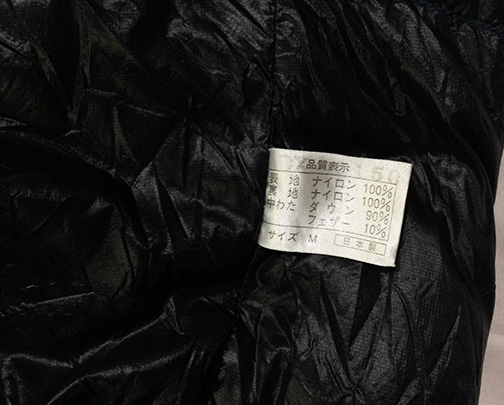 品質表示
表 地 ナイロン 100%
裏 地 ナイロン 100%
中わた ダウン 90%
フェザー 10%
サイズ M 日本製